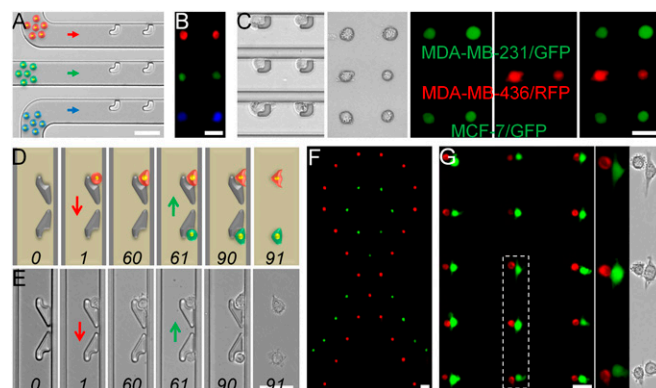 A
B
C
MDA-MB-231/GFP
MDA-MB-436/RFP
MCF-7/GFP
D
0 1 60 61 90 91
E
0 1 60 61 90 91
F
G